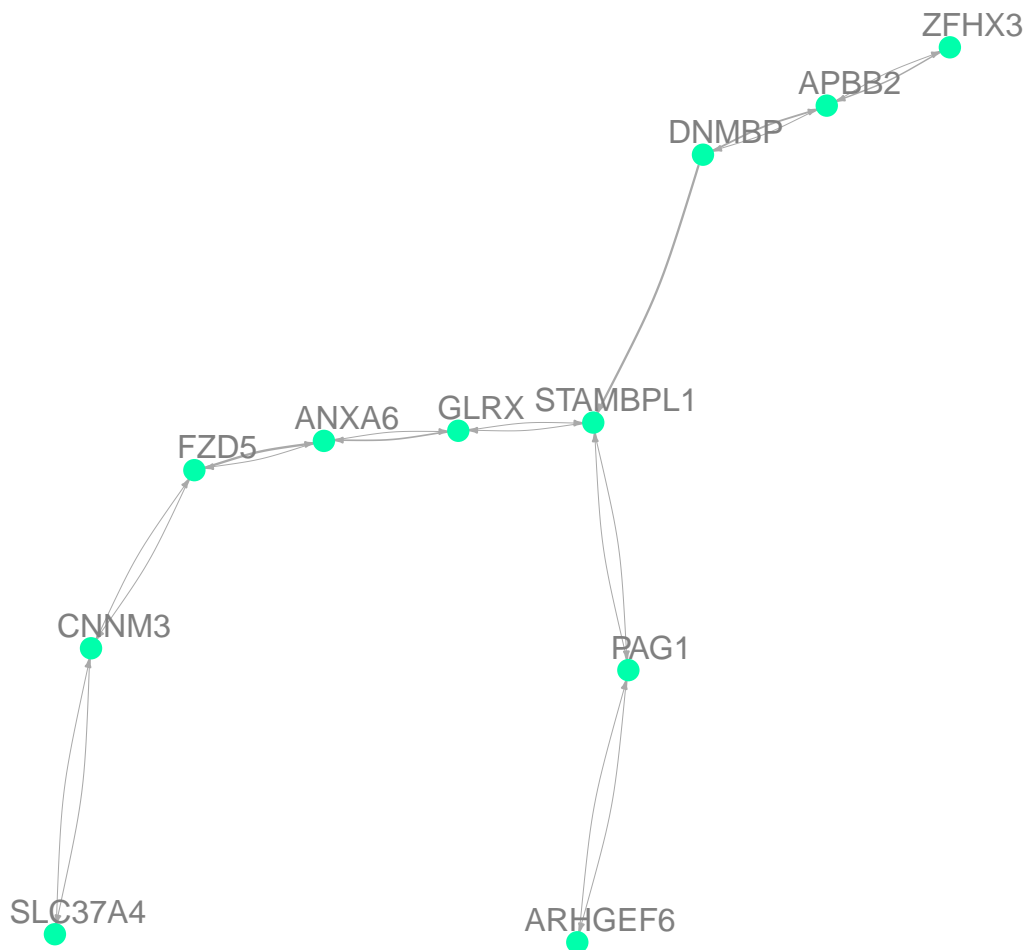 ZFHX3
APBB2
DNMBP
STAMBPL1
GLRX
ANXA6
FZD5
CNNM3
PAG1
SLC37A4
ARHGEF6